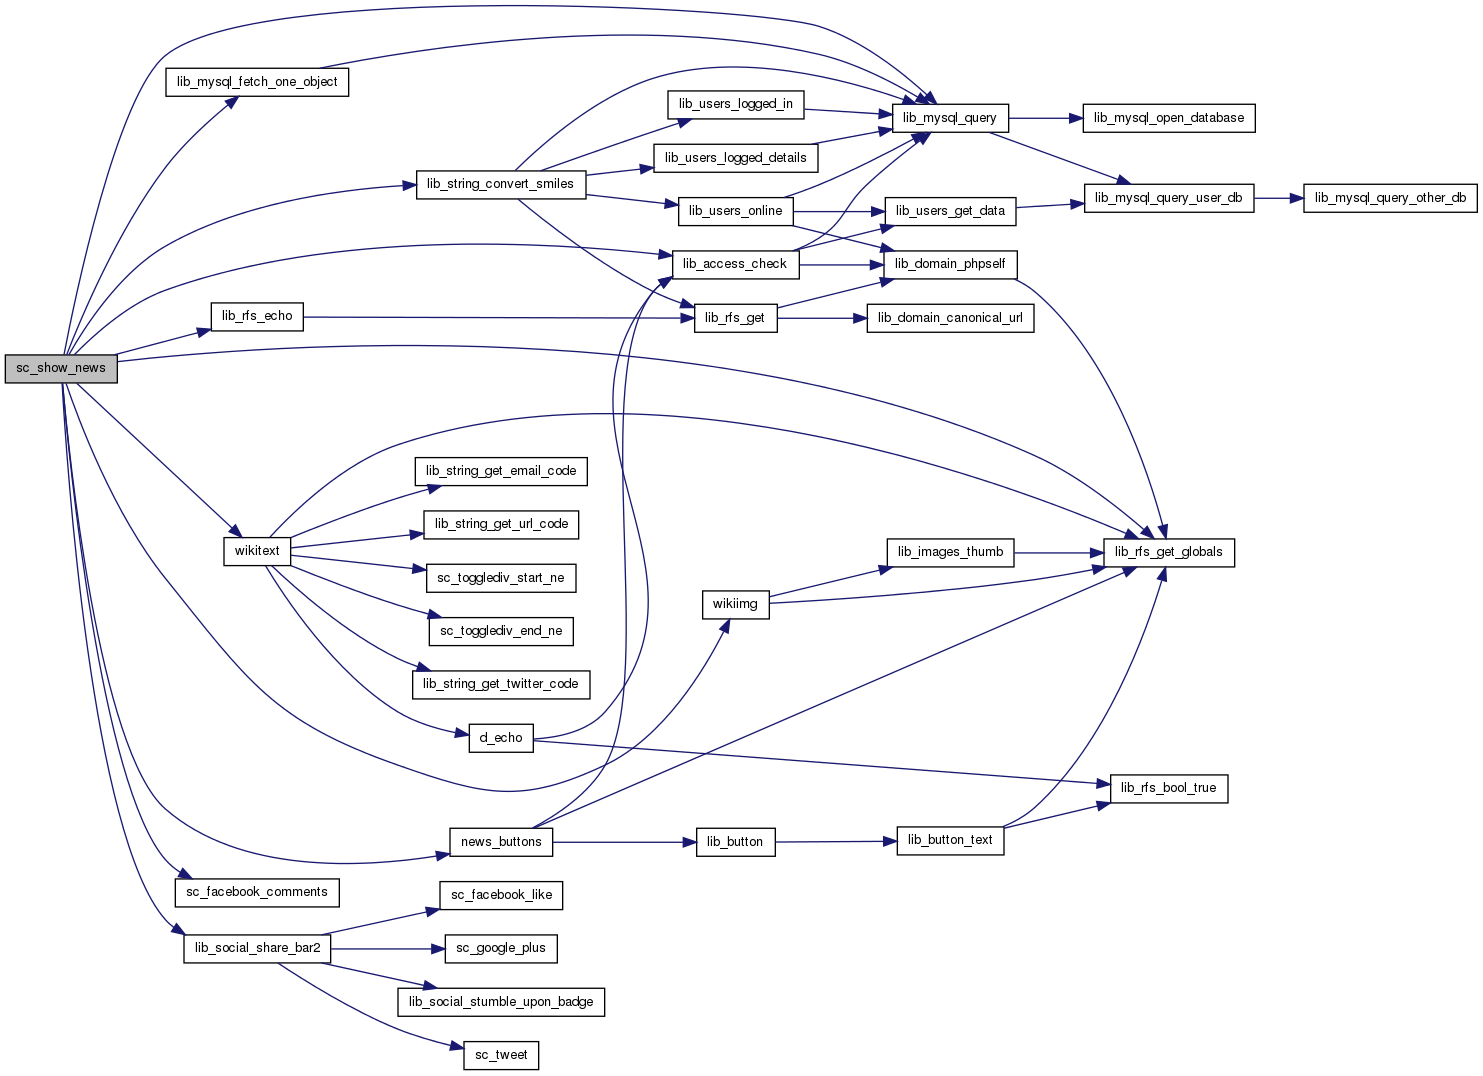 lib_mysql_fetch_one_object
lib_users_logged_in
lib_mysql_query
lib_mysql_open_database
lib_users_logged_details
lib_string_convert_smiles
lib_mysql_query_user_db
lib_mysql_query_other_db
lib_users_online
lib_users_get_data
lib_access_check
lib_domain_phpself
lib_rfs_echo
lib_rfs_get
lib_domain_canonical_url
sc_show_news
lib_string_get_email_code
lib_string_get_url_code
wikitext
lib_images_thumb
lib_rfs_get_globals
sc_togglediv_start_ne
wikiimg
sc_togglediv_end_ne
lib_string_get_twitter_code
d_echo
lib_rfs_bool_true
news_buttons
lib_button
lib_button_text
sc_facebook_comments
sc_facebook_like
lib_social_share_bar2
sc_google_plus
lib_social_stumble_upon_badge
sc_tweet